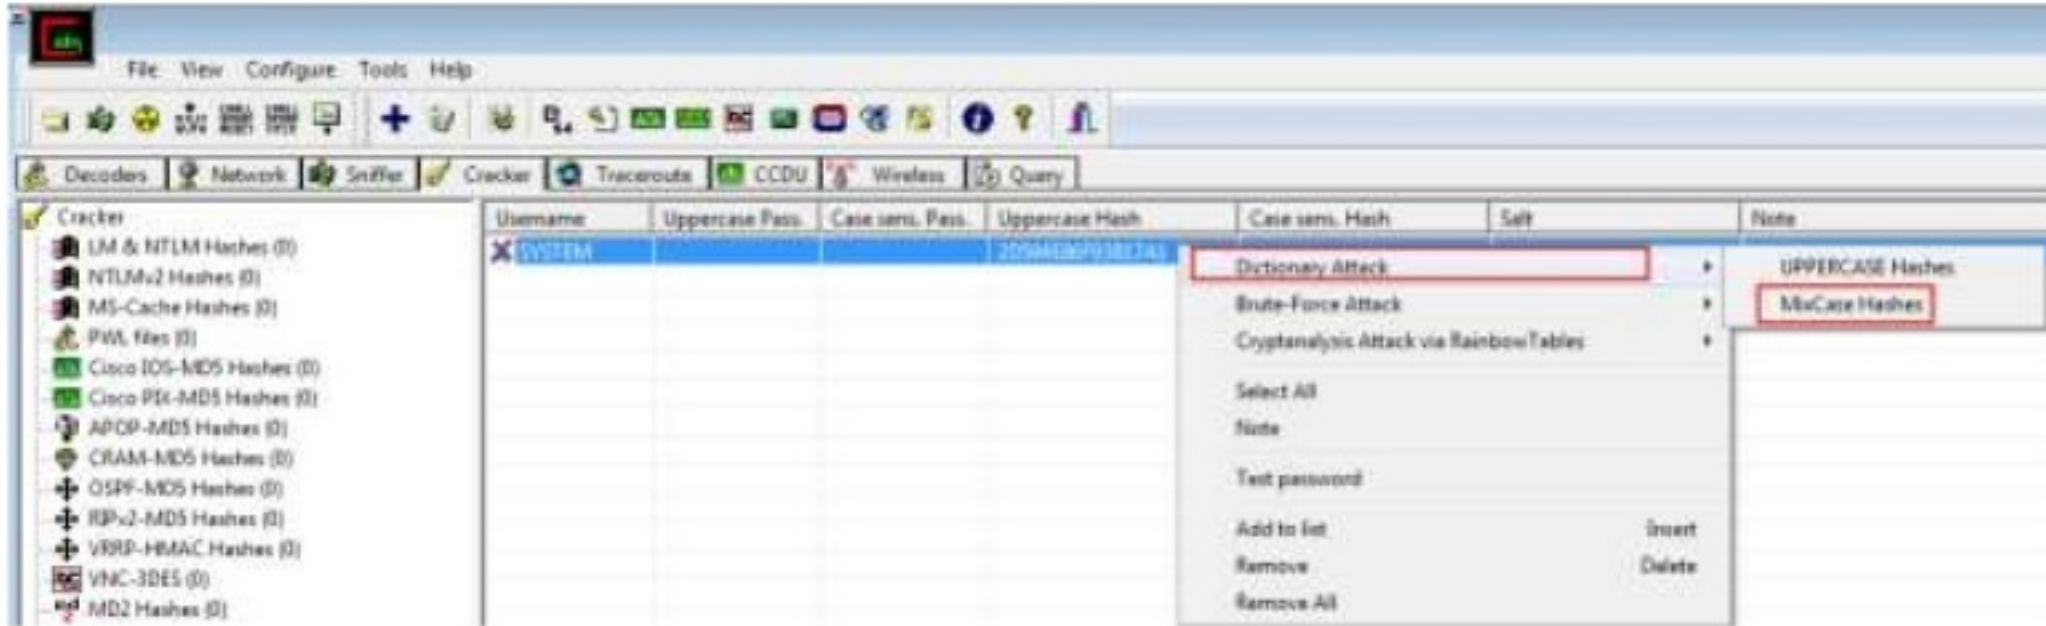 File View Configure Tools Help
Decoders Network Sniffer Cracker Traceroute CCDU Wireless Query
Cracker
LM & NTLM Hashes (0)
NTLMv2 Hashes (0)
MS-Cache Hashes (0)
PWL files (0)
Cisco IOS-MD5 Hashes (0)
Cisco PIX-MD5 Hashes (0)
APOP-MD5 Hashes (0)
CRAM-MD5 Hashes (0)
OSPF-MD5 Hashes (0)
RIPv2-MD5 Hashes (0)
VRRP-HMAC Hashes (0)
VNC-3DES (0)
MD2 Hashes (0)
Username Uppercase Pass. Case sens. Pass. Uppercase Hash Case sens. Hash Salt Note
SYSTEM
Dictionary Attack
Brute-Force Attack
Cryptanalysis Attack via RainbowTables
Select All
Note
Test password
Add to list Insert
Remove Delete
Remove All
UPPERCASE Hashes
MixCase Hashes